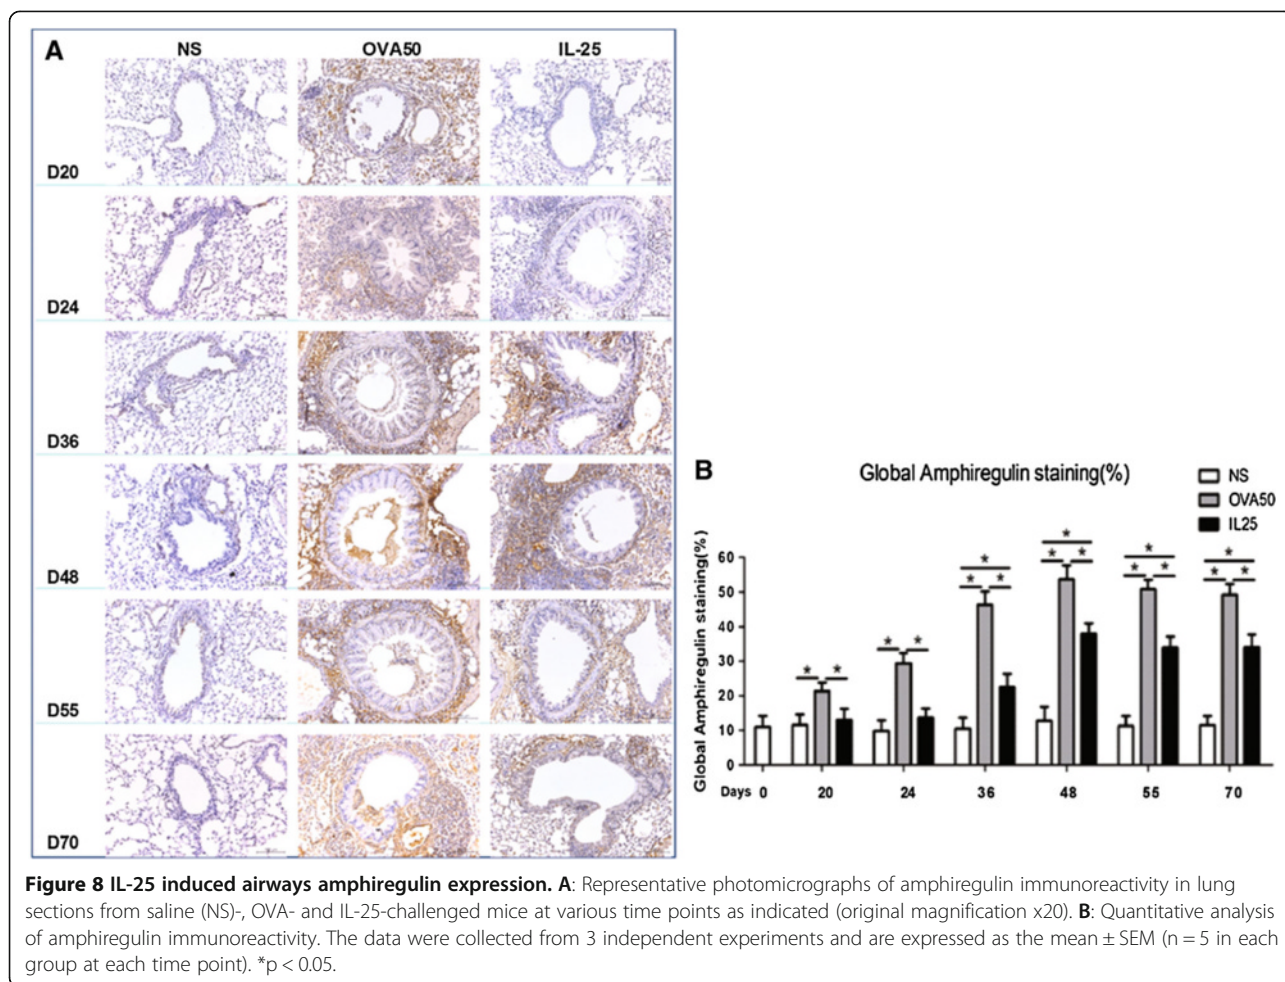 A
NS OVA50 IL-25
D20
D24
D36
D48
D55
D70
B
Global Amphiregulin staining(%)
NS
OVA50
IL25
Global Amphiregulin staining(%)
60
50
40
30
20
10
0
* * * * * * * * * * * * * * * *
Days 0 20 24 36 48 55 70
Figure 8 IL-25 induced airways amphiregulin expression. A: Representative photomicrographs of amphiregulin immunoreactivity in lung
sections from saline (NS)-, OVA- and IL-25-challenged mice at various time points as indicated (original magnification x20). B: Quantitative analysis
of amphiregulin immunoreactivity. The data were collected from 3 independent experiments and are expressed as the mean ± SEM (n = 5 in each
group at each time point). *p < 0.05.